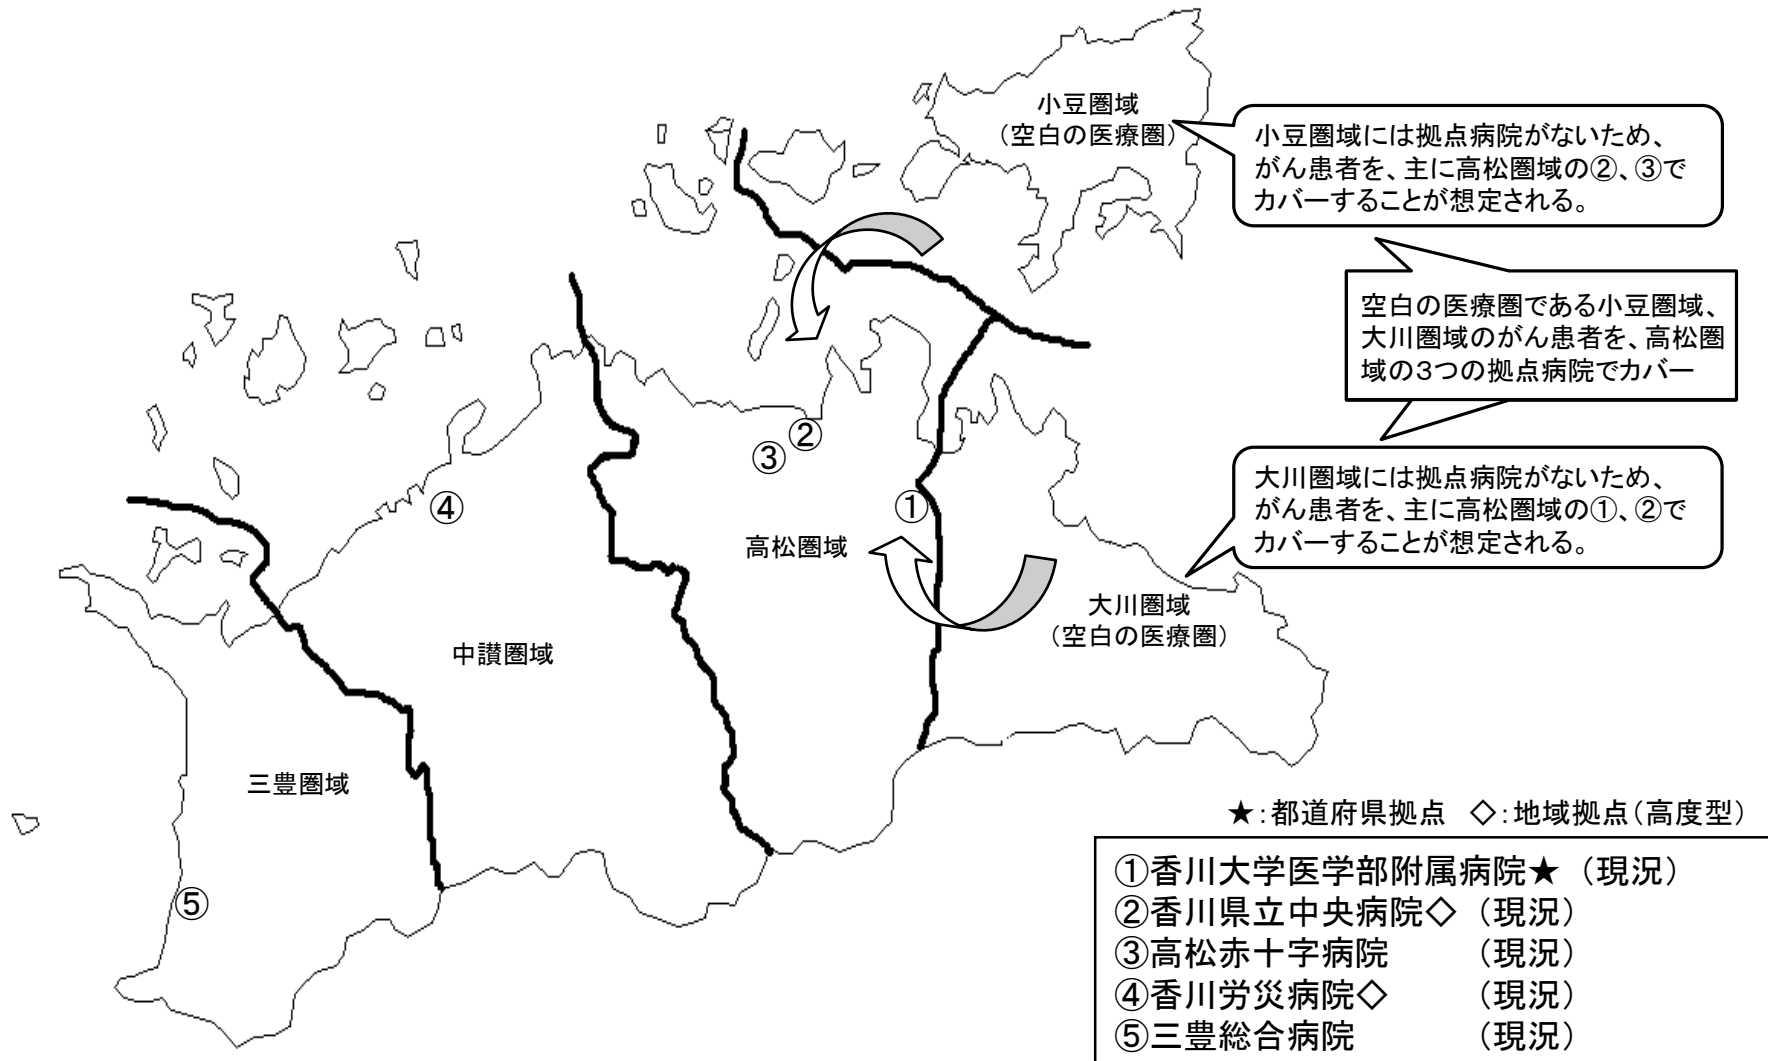 小豆圏域
（空白の医療圏）
小豆圏域には拠点病院がないため、
がん患者を、主に高松圏域の②、③で
カバーすることが想定される。
空白の医療圏である小豆圏域、
大川圏域のがん患者を、高松圏
域の3つの拠点病院でカバー
②
③
大川圏域には拠点病院がないため、
がん患者を、主に高松圏域の①、②で
カバーすることが想定される。
④
①
高松圏域
大川圏域
（空白の医療圏）
中讃圏域
三豊圏域
⑤
★：都道府県拠点 ◇：地域拠点（高度型）
①香川大学医学部附属病院★（現況）
②香川県立中央病院◇（現況）
③高松赤十字病院 （現況）
④香川労災病院◇ （現況）
⑤三豊総合病院 （現況）